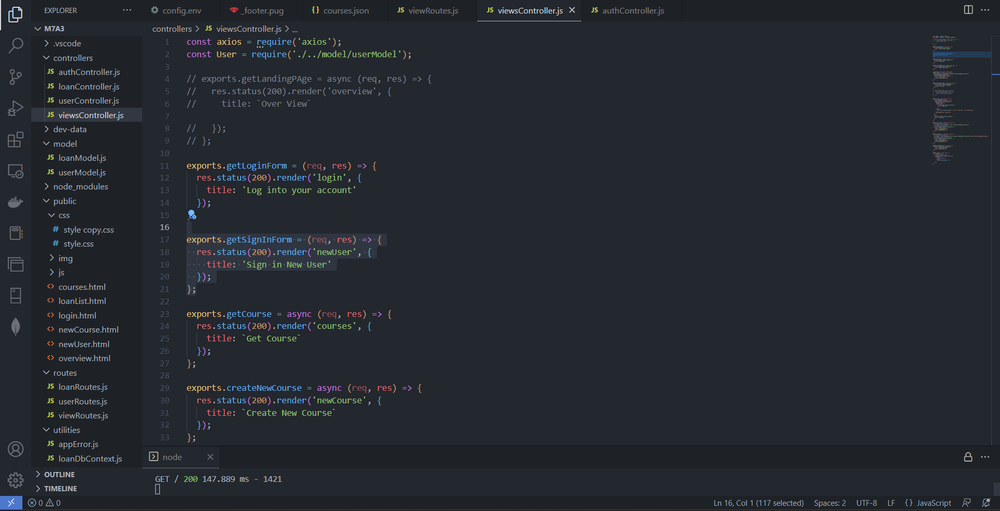 EXPLORER
config.env
_footer.pug
courses.json
viewRoutes.js
viewsController.js
authController.js
M7A3
.vscode
controllers
authController.js
loanController.js
userController.js
viewsController.js
dev-data
model
loanModel.js
userModel.js
node_modules
public
css
style copy.css
style.css
img
js
courses.html
loanList.html
login.html
newCourse.html
newUser.html
overview.html
routes
loanRoutes.js
userRoutes.js
viewRoutes.js
utilities
appError.js
loanDbContext.js
OUTLINE
TIMELINE
controllers > JS viewsController.js > ...
1 const axios = require('axios');
2 const User = require('./../model/userModel');
3
4 // exports.getLandingPAge = async (req, res) => {
5 //   res.status(200).render('overview', {
6 //     title: `Over View`
7
8 //   });
9 // };
10
11 exports.getLoginForm = (req, res) => {
12   res.status(200).render('login', {
13     title: 'Log into your account'
14   });
15
16
17 exports.getSignInForm = (req, res) => {
18   res.status(200).render('newUser', {
19     title: 'Sign in New User'
20   });
21 };
22
23 exports.getCourse = async (req, res) => {
24   res.status(200).render('courses', {
25     title: `Get Course`
26   });
27 };
28
29 exports.createNewCourse = async (req, res) => {
30   res.status(200).render('newCourse', {
31     title: `Create New Course`
32   });
33 };
node
GET / 200 147.889 ms - 1421
0 0
Ln 16, Col 1 (117 selected) Spaces: 2 UTF-8 LF {} JavaScript